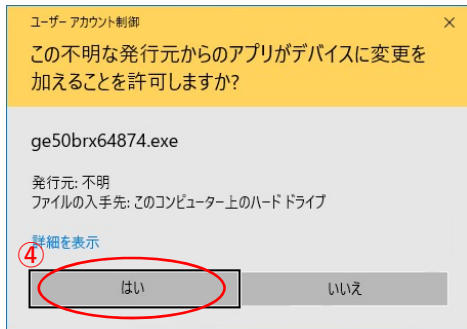 ユーザー アカウント制御
この不明な発行元からのアプリがデバイスに変更を
加えることを許可しますか?
ge50brx64874.exe
発行元: 不明
ファイルの入手先: このコンピューター上のハード ドライブ
詳細を表示
④
はい
いいえ